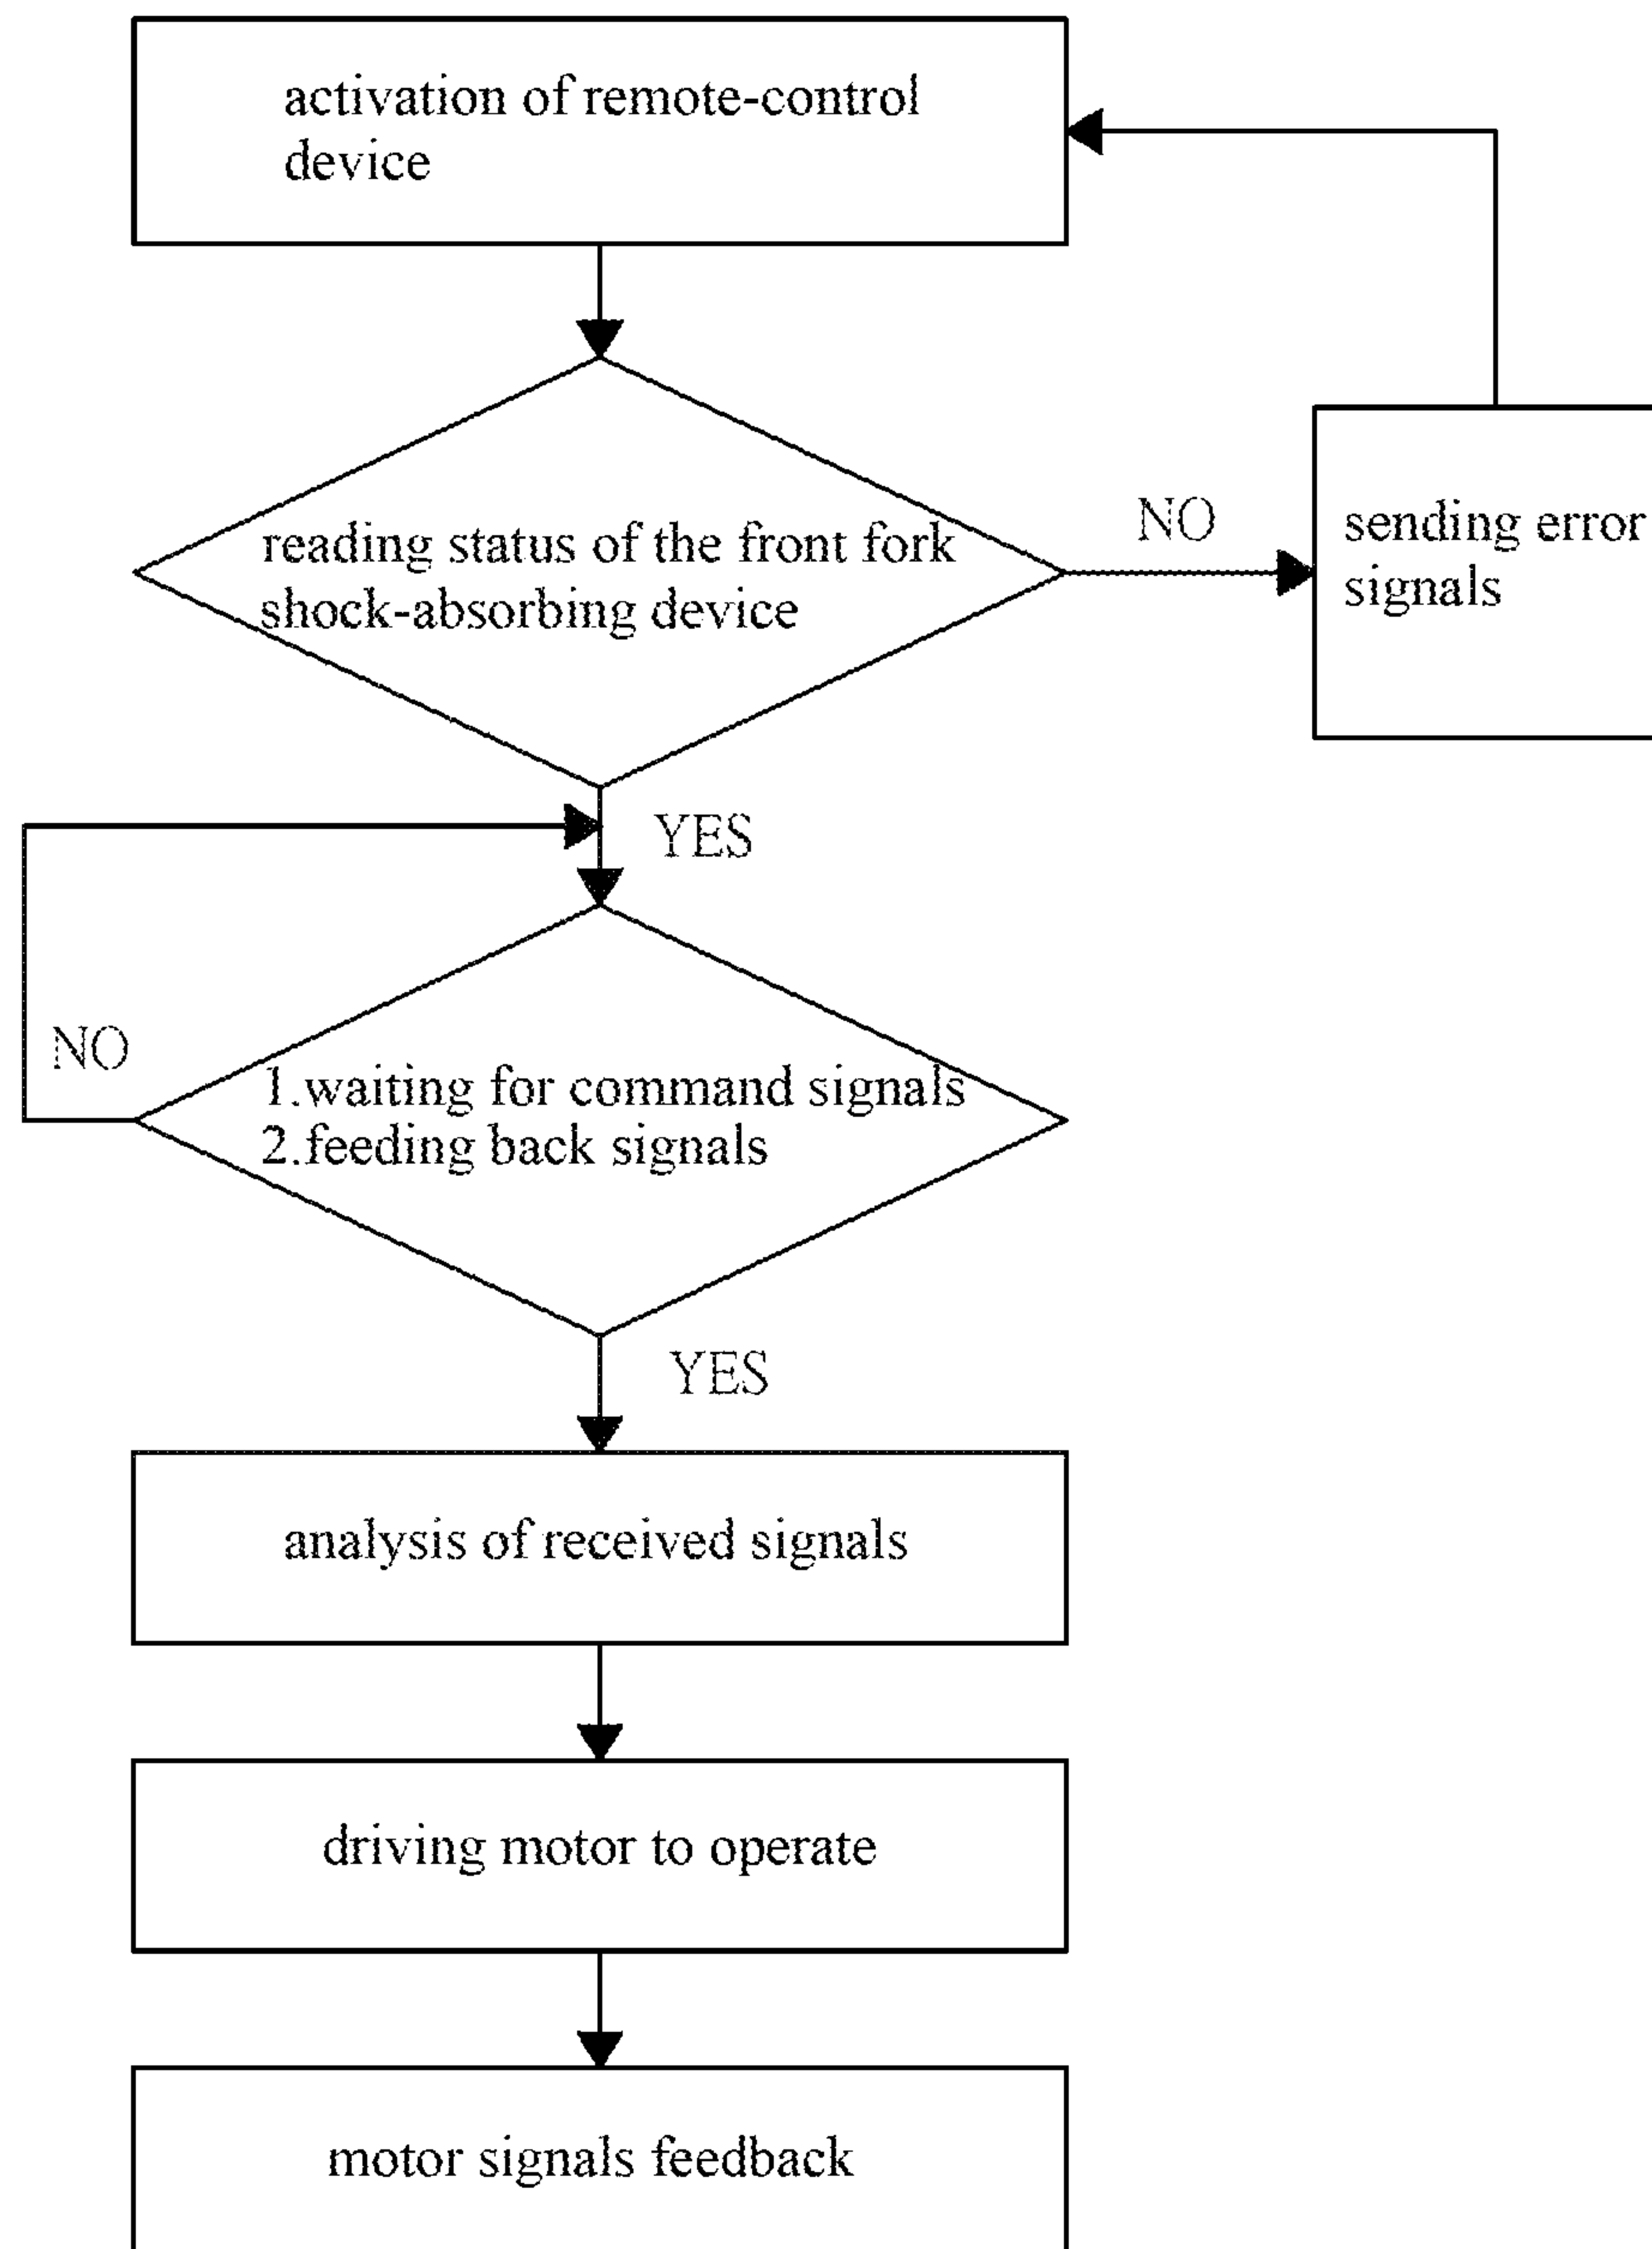 activation of remote-control
device
reading status of the front fork
shock-absorbing device
NO
sending error
signals
YES
NO
1.waiting for command signals
2.feeding back signals
YES
analysis of received signals
driving motor to operate
motor signals feedback